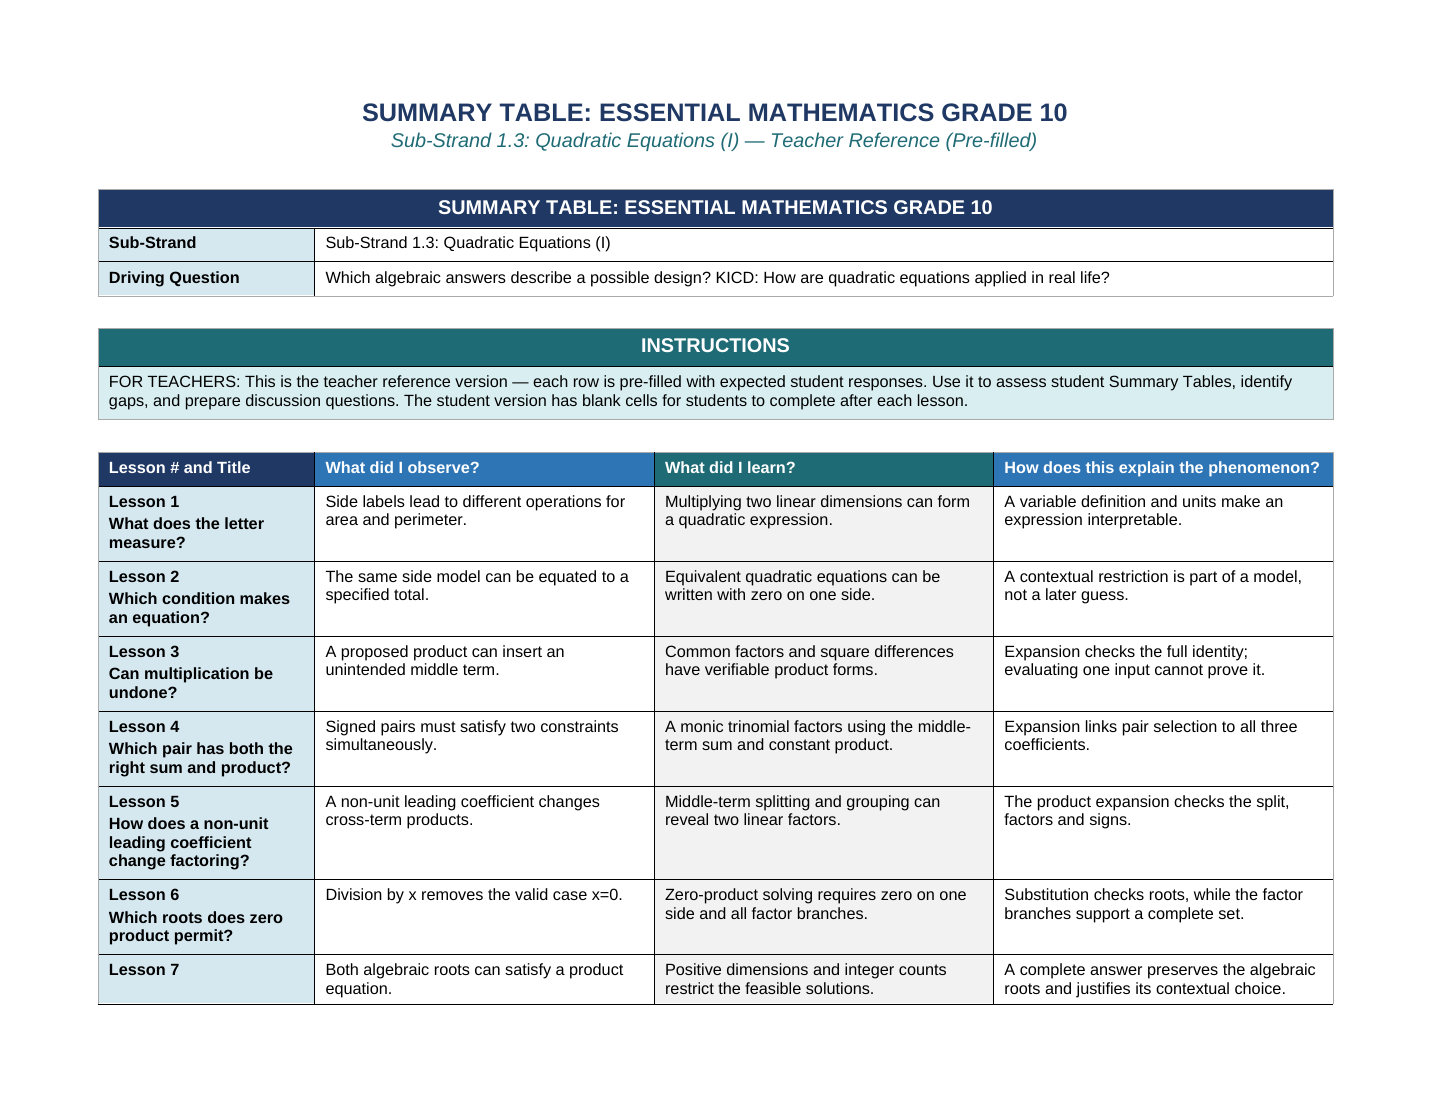 SUMMARY TABLE: ESSENTIAL MATHEMATICS GRADE 10
Sub-Strand 1.3: Quadratic Equations (I) — Teacher Reference (Pre-filled)
SUMMARY TABLE: ESSENTIAL MATHEMATICS GRADE 10
Sub-Strand
Sub-Strand 1.3: Quadratic Equations (I)
Driving Question
Which algebraic answers describe a possible design? KICD: How are quadratic equations applied in real life?
INSTRUCTIONS
FOR TEACHERS: This is the teacher reference version — each row is pre-filled with expected student responses. Use it to assess student Summary Tables, identify
gaps, and prepare discussion questions. The student version has blank cells for students to complete after each lesson.
Lesson # and Title
What did I observe?
What did I learn?
How does this explain the phenomenon?
Lesson 1
What does the letter
measure?
Side labels lead to different operations for
area and perimeter.
Multiplying two linear dimensions can form
a quadratic expression.
A variable definition and units make an
expression interpretable.
Lesson 2
Which condition makes
an equation?
The same side model can be equated to a
specified total.
Equivalent quadratic equations can be
written with zero on one side.
A contextual restriction is part of a model,
not a later guess.
Lesson 3
Can multiplication be
undone?
A proposed product can insert an
unintended middle term.
Common factors and square differences
have verifiable product forms.
Expansion checks the full identity;
evaluating one input cannot prove it.
Lesson 4
Which pair has both the
right sum and product?
Signed pairs must satisfy two constraints
simultaneously.
A monic trinomial factors using the middle-
term sum and constant product.
Expansion links pair selection to all three
coefficients.
Lesson 5
How does a non-unit
leading coefficient
change factoring?
A non-unit leading coefficient changes
cross-term products.
Middle-term splitting and grouping can
reveal two linear factors.
The product expansion checks the split,
factors and signs.
Lesson 6
Which roots does zero
product permit?
Division by x removes the valid case x=0.
Zero-product solving requires zero on one
side and all factor branches.
Substitution checks roots, while the factor
branches support a complete set.
Lesson 7
Both algebraic roots can satisfy a product
equation.
Positive dimensions and integer counts
restrict the feasible solutions.
A complete answer preserves the algebraic
roots and justifies its contextual choice.